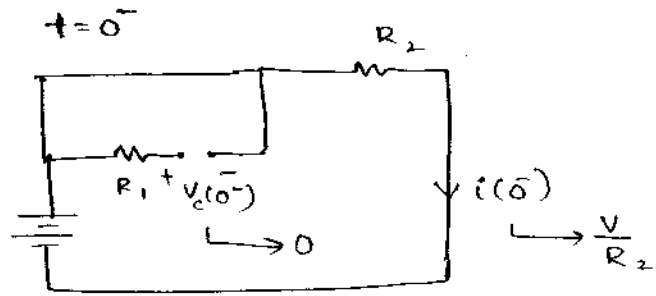 t = 0⁻
R₂
R₁ + V_c(0⁻)
→ 0
i(0⁻)
→ V/R₂